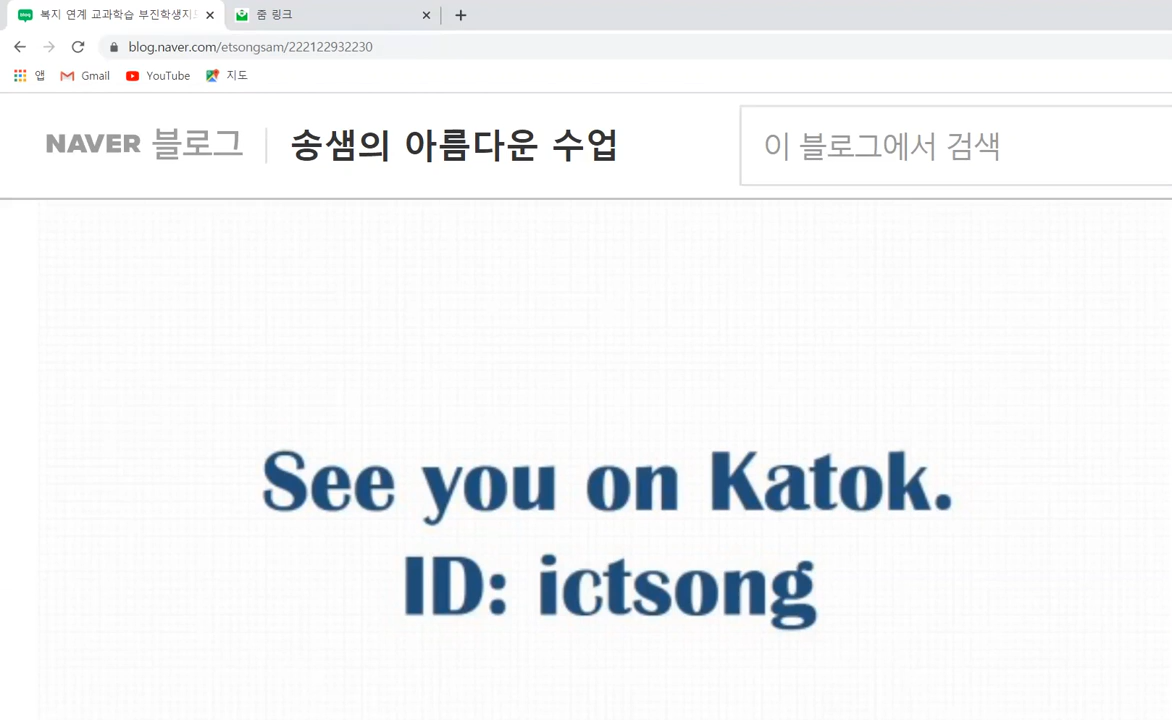 복지 연계 교과학습 부진학생지
줌 링크
blog.naver.com/etsongsam/222122932230
앱 Gmail YouTube 지도
NAVER 블로그 송샘의 아름다운 수업 이 블로그에서 검색
See you on Katok.
ID: ictsong